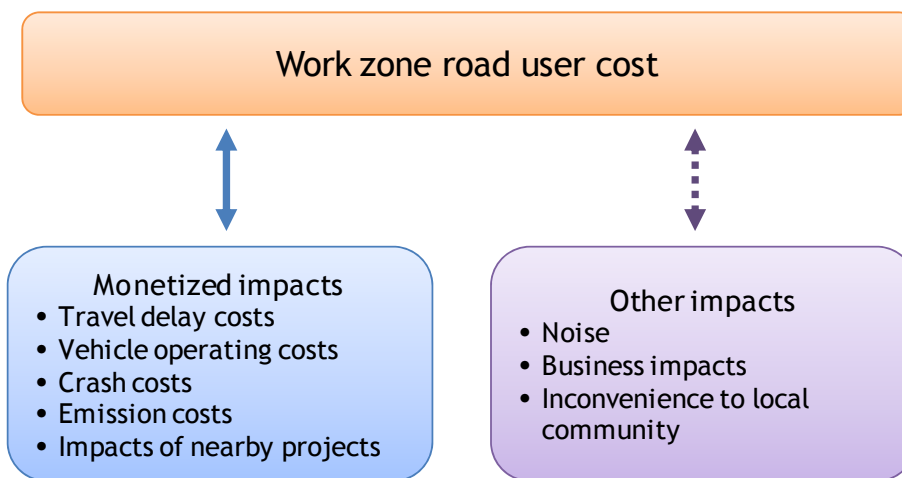 Work zone road user cost
Monetized impacts
• Travel delay costs
• Vehicle operating costs
• Crash costs
• Emission costs
• Impacts of nearby projects
Other impacts
• Noise
• Business impacts
• Inconvenience to local
community